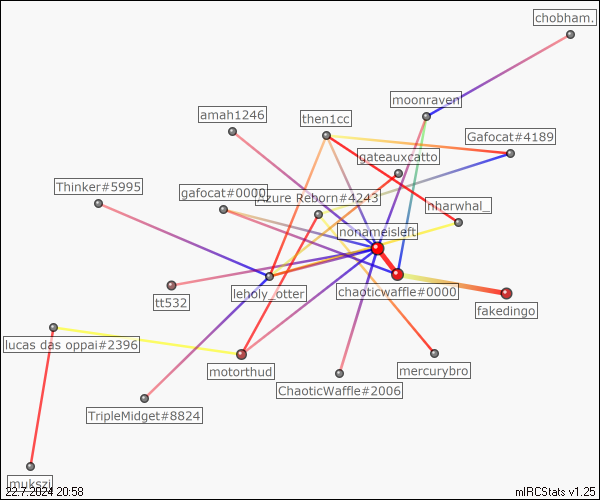 chobham.
moonraven
amah1246
then1cc
Gafocat#4189
gateauxcatto
Thinker#5995
gafocat#0000
Azure Reborn#4243
nharwhal_
nonameisleft
leholy_otter
chaoticwaffle#0000
tt532
fakedingo
lucas das oppai#2396
motorthud
mercurybro
ChaoticWaffle#2006
TripleMidget#8824
mukszi
22.7.2024 20:58
mIRCStats v1.25